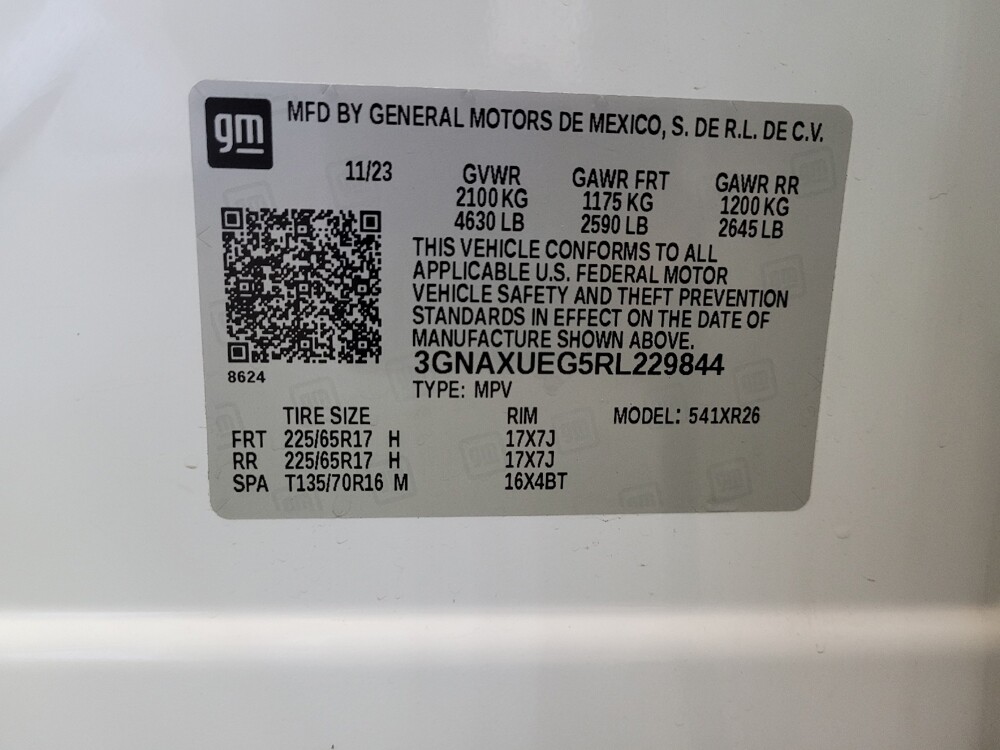 gm
MFD BY GENERAL MOTORS DE MEXICO, S. DE R.L. DE C.V.
11/23 GVWR GAWR FRT GAWR RR
2100 KG 1175 KG 1200 KG
4630 LB 2590 LB 2645 LB
THIS VEHICLE CONFORMS TO ALL
APPLICABLE U.S. FEDERAL MOTOR
VEHICLE SAFETY AND THEFT PREVENTION
STANDARDS IN EFFECT ON THE DATE OF
MANUFACTURE SHOWN ABOVE.
3GNAXUEG5RL229844
8624
TYPE: MPV
TIRE SIZE RIM MODEL: 541XR26
FRT 225/65R17 H 17X7J
RR 225/65R17 H 17X7J
SPA T135/70R16 M 16X4BT